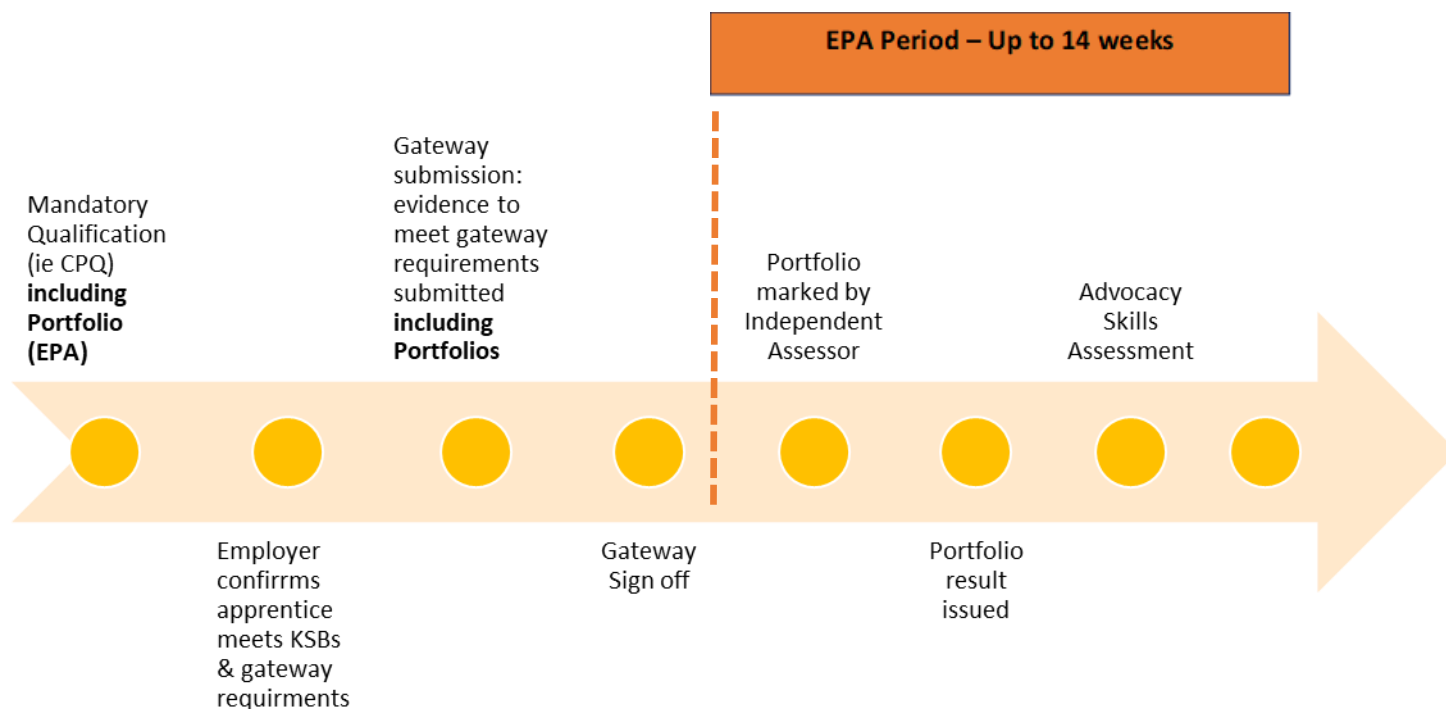 EPA Period – Up to 14 weeks
Mandatory
Qualification
(ie CPQ)
including
Portfolio
(EPA)
Employer
confirrms
apprentice
meets KSBs
& gateway
requirments
Gateway
submission:
evidence to
meet gateway
requirements
submitted
including
Portfolios
Gateway
Sign off
Portfolio
marked by
Independent
Assessor
Portfolio
result
issued
Advocacy
Skills
Assessment